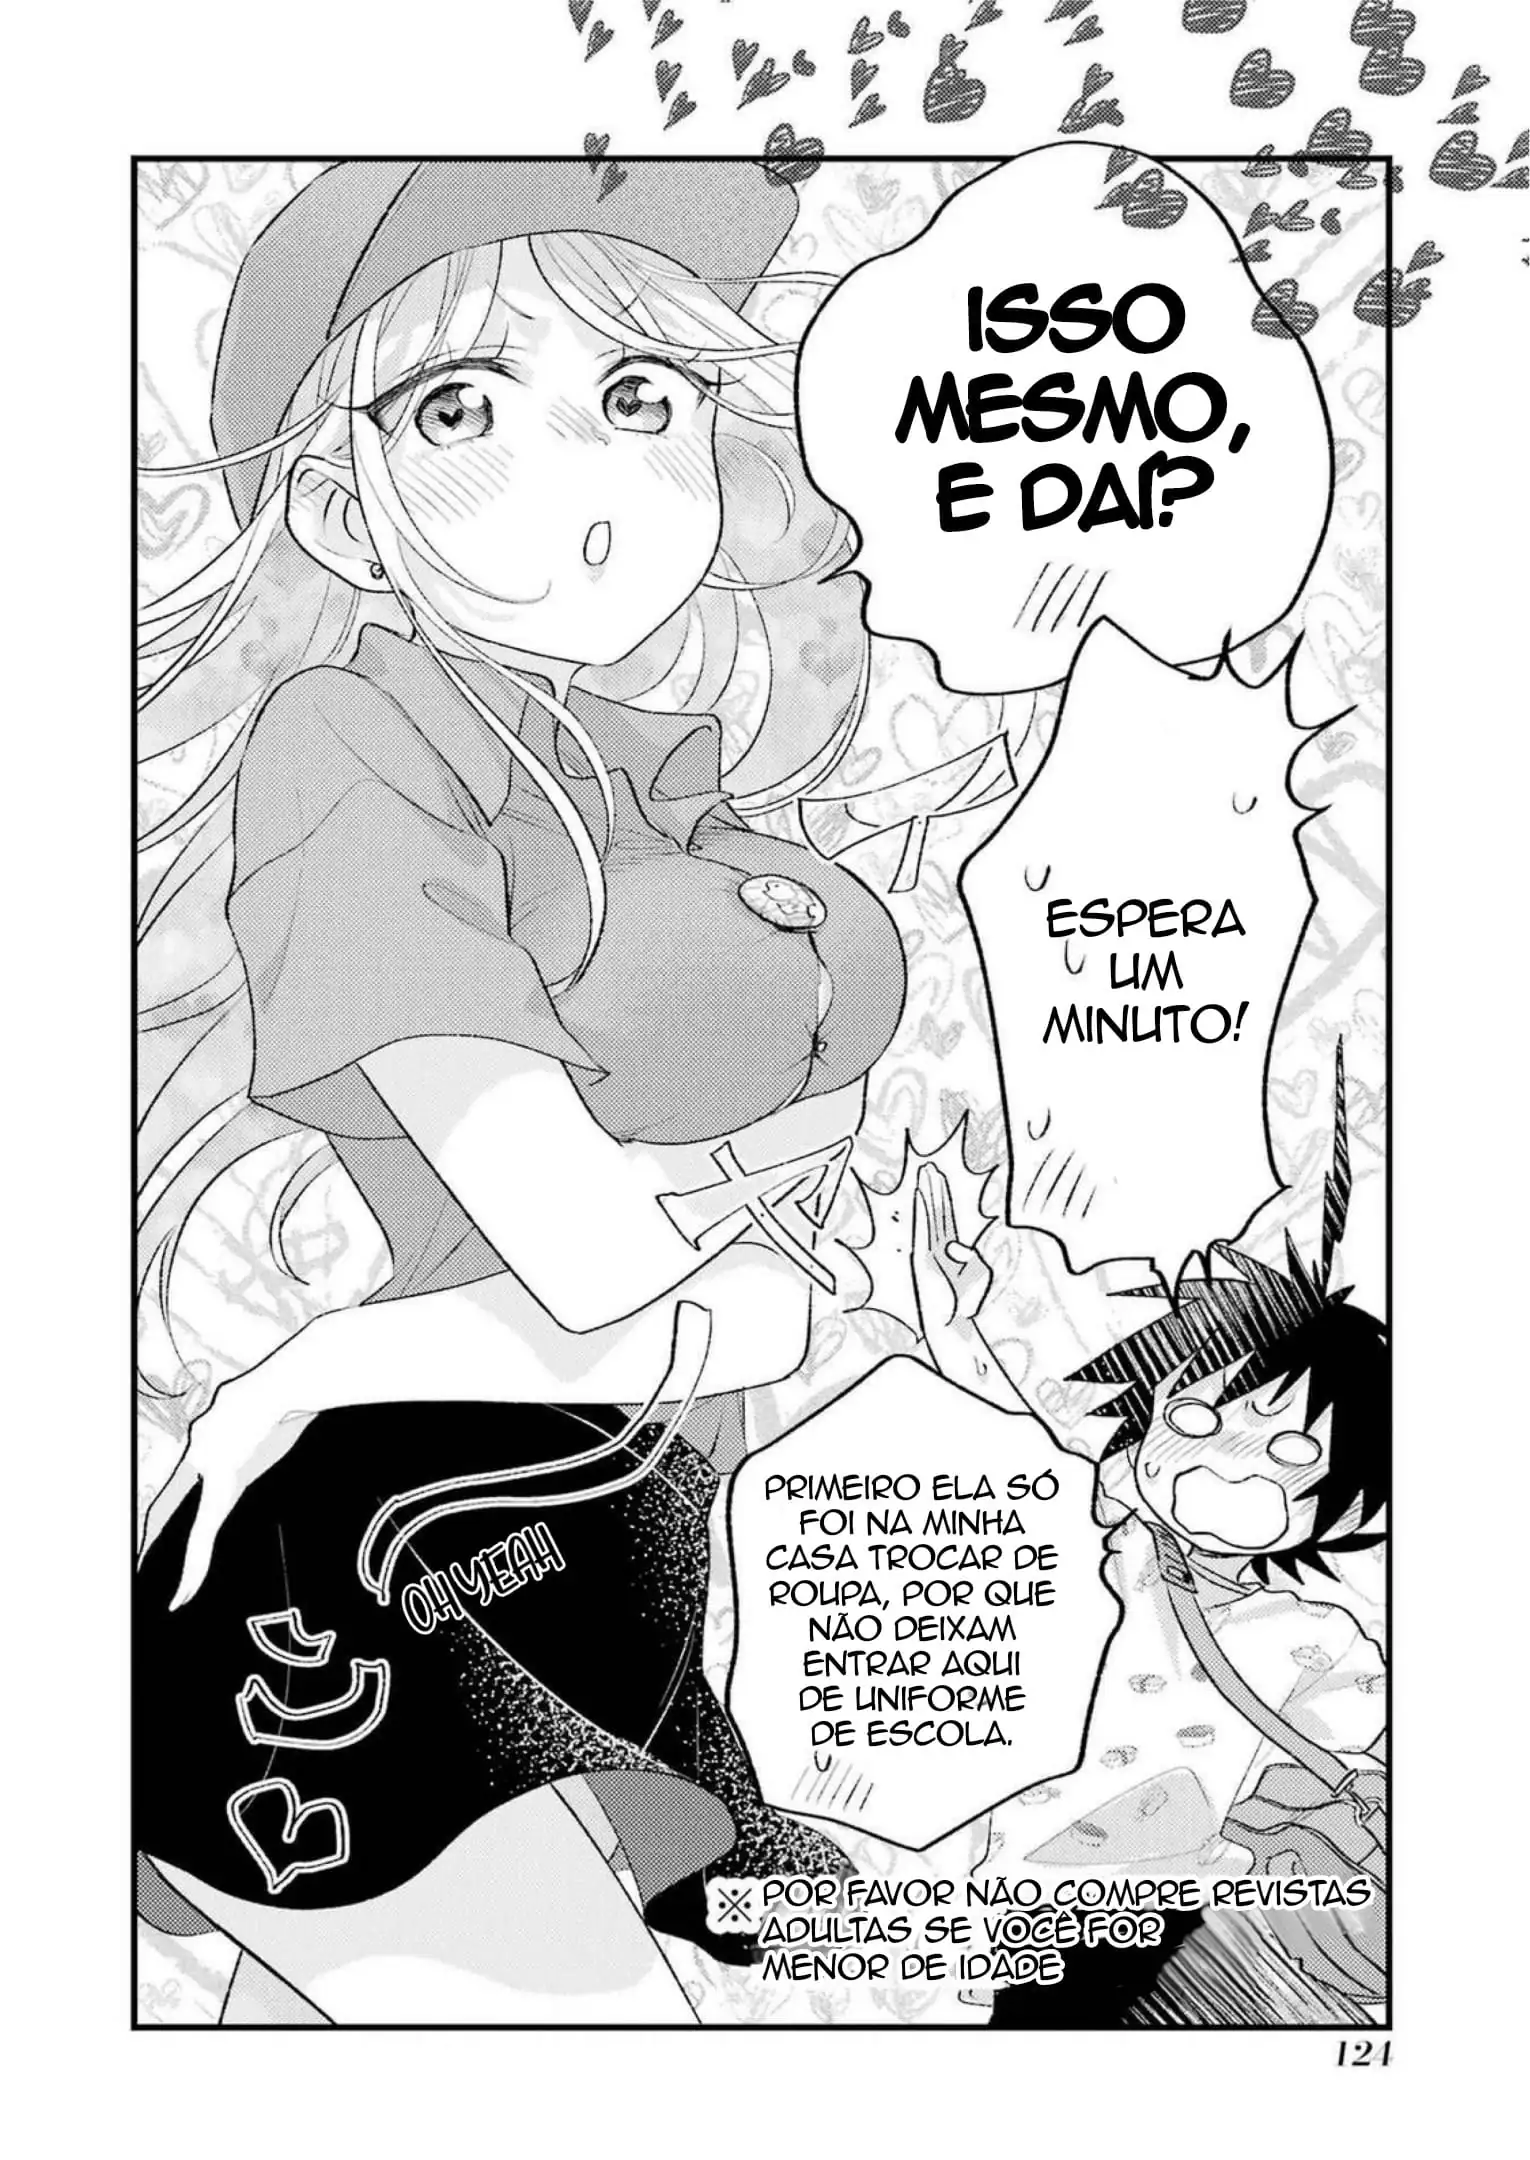 ISSO
MESMO,
E DAÍ?
ESPERA
UM
MINUTO!
PRIMEIRO ELA SÓ
FOI NA MINHA
CASA TROCAR DE
ROUPA, POR QUE
NÃO DEIXAM
ENTRAR AQUI
DE UNIFORME
DE ESCOLA.
OH YEAH
※ POR FAVOR NÃO COMPRE REVISTAS
ADULTAS SE VOCÊ FOR
MENOR DE IDADE
124